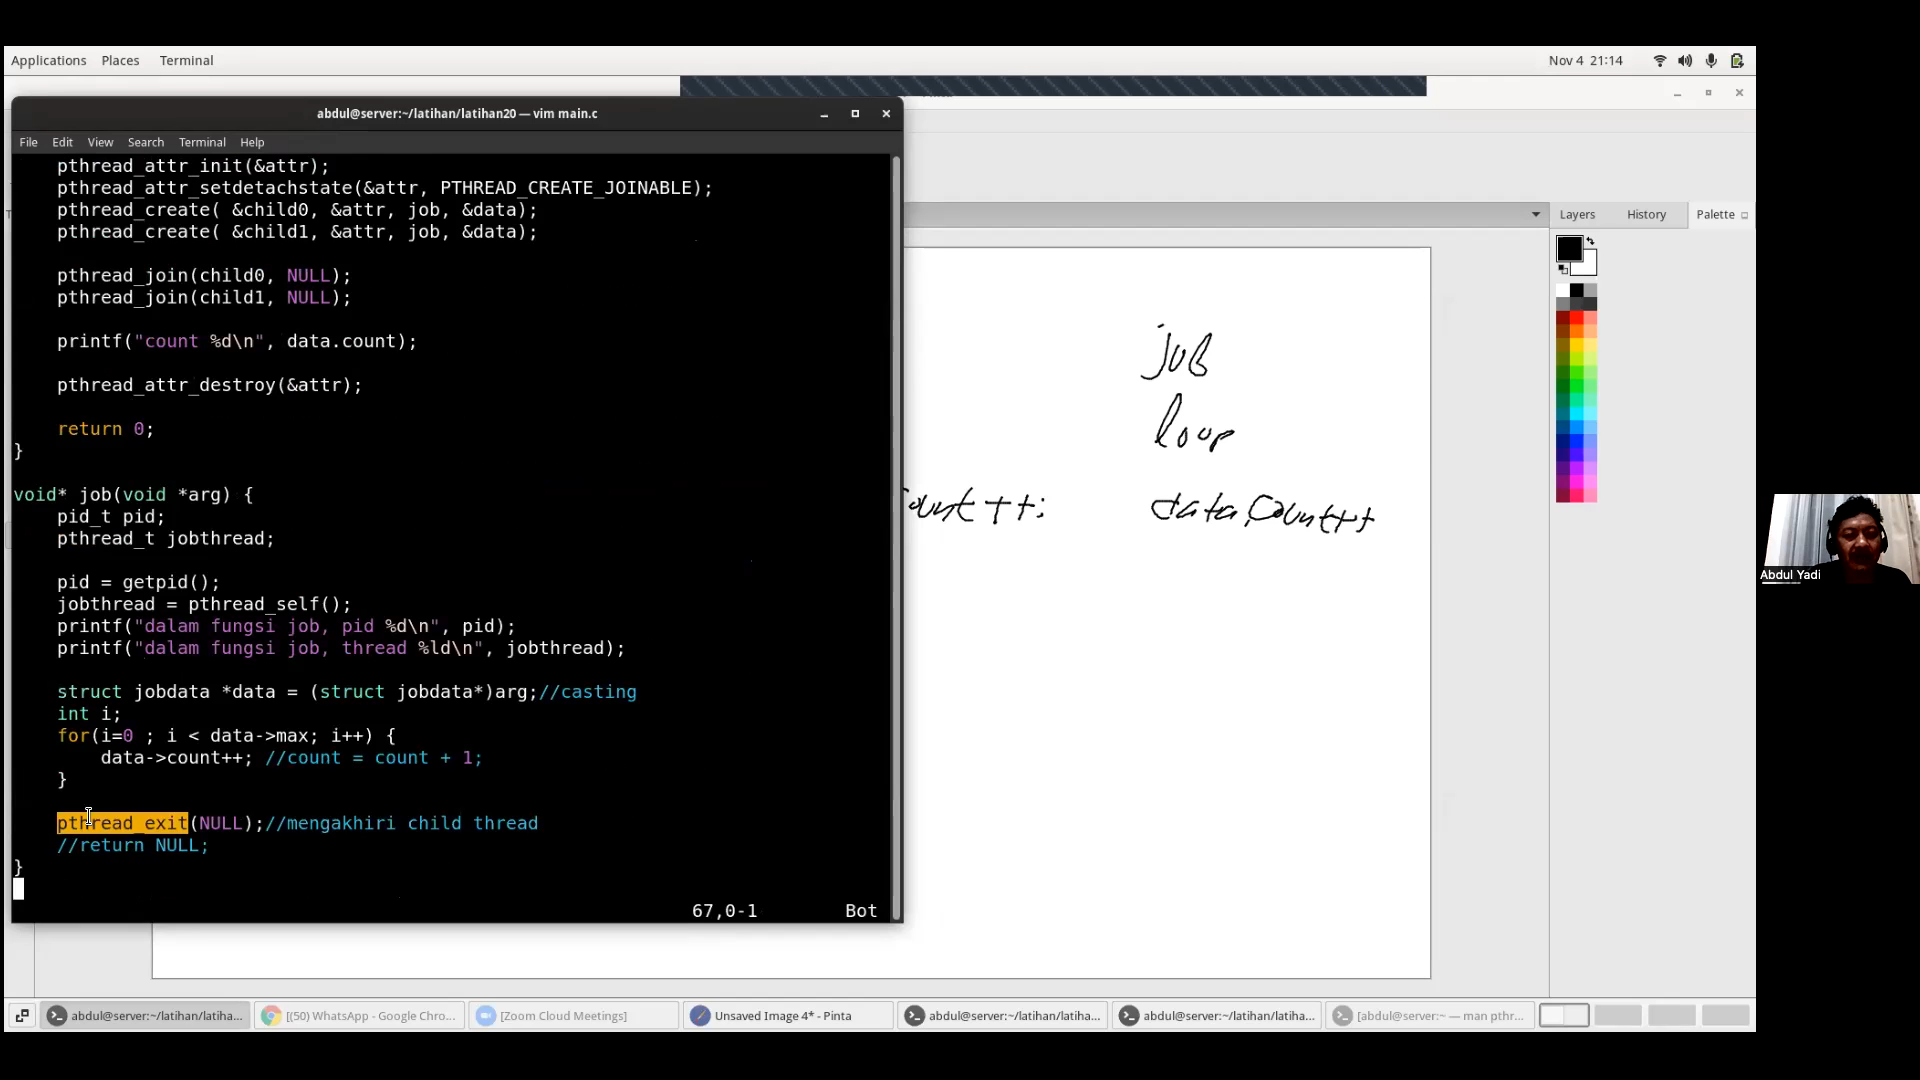 Applications Places Terminal
Nov 4 21:14
abdul@server:~/latihan/latihan20 — vim main.c
File Edit View Search Terminal Help
pthread_attr_init(&attr);
pthread_attr_setdetachstate(&attr, PTHREAD_CREATE_JOINABLE);
pthread_create( &child0, &attr, job, &data);
pthread_create( &child1, &attr, job, &data);
pthread_join(child0, NULL);
pthread_join(child1, NULL);
printf("count %d\n", data.count);
pthread_attr_destroy(&attr);
return 0;
}
void* job(void *arg) {
pid_t pid;
pthread_t jobthread;
pid = getpid();
jobthread = pthread_self();
printf("dalam fungsi job, pid %d\n", pid);
printf("dalam fungsi job, thread %ld\n", jobthread);
struct jobdata *data = (struct jobdata*)arg;//casting
int i;
for(i=0 ; i < data->max; i++) {
data->count++; //count = count + 1;
}
pthread_exit(NULL);//mengakhiri child thread
//return NULL;
}
67,0-1 Bot
Layers History Palette
job
loop
ount++; data.Count++
Abdul Yadi
abdul@server:~/latihan/latiha...
[(50) WhatsApp - Google Chro...
[Zoom Cloud Meetings]
Unsaved Image 4* - Pinta
abdul@server:~/latihan/latiha...
abdul@server:~/latihan/latiha...
[abdul@server:~ — man pthr...